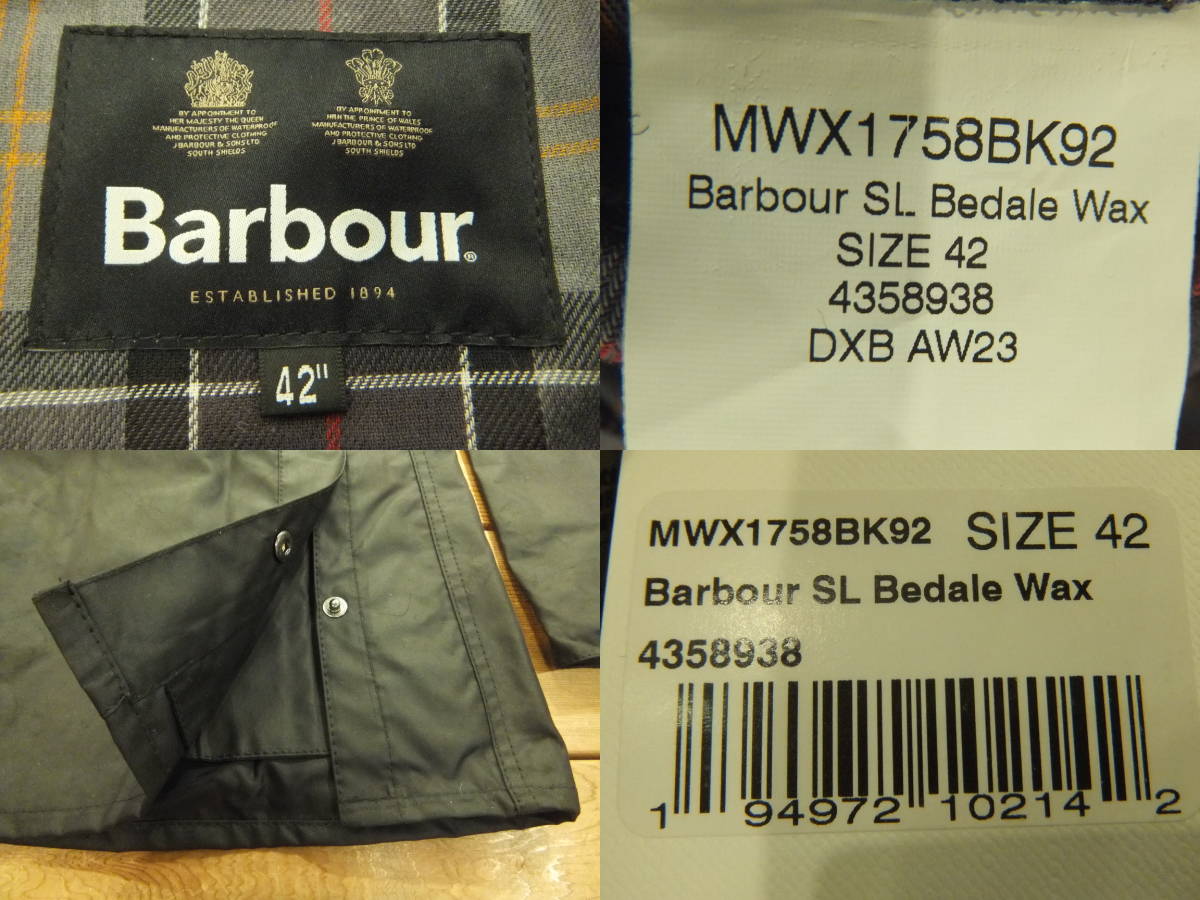 BY APPOINTMENT TO
HER MAJESTY THE QUEEN
MANUFACTURERS OF WATERPROOF
AND PROTECTIVE CLOTHING
J BARBOUR & SONS LTD
SOUTH SHIELDS
BY APPOINTMENT TO
HRH THE PRINCE OF WALES
MANUFACTURERS OF WATERPROOF
AND PROTECTIVE CLOTHING
J BARBOUR & SONS LTD
SOUTH SHIELDS
Barbour®
ESTABLISHED 1894
42"
MWX1758BK92
Barbour SL Bedale Wax
SIZE 42
4358938
DXB AW23
MWX1758BK92 SIZE 42
Barbour SL Bedale Wax
4358938
1 94972 10214 2